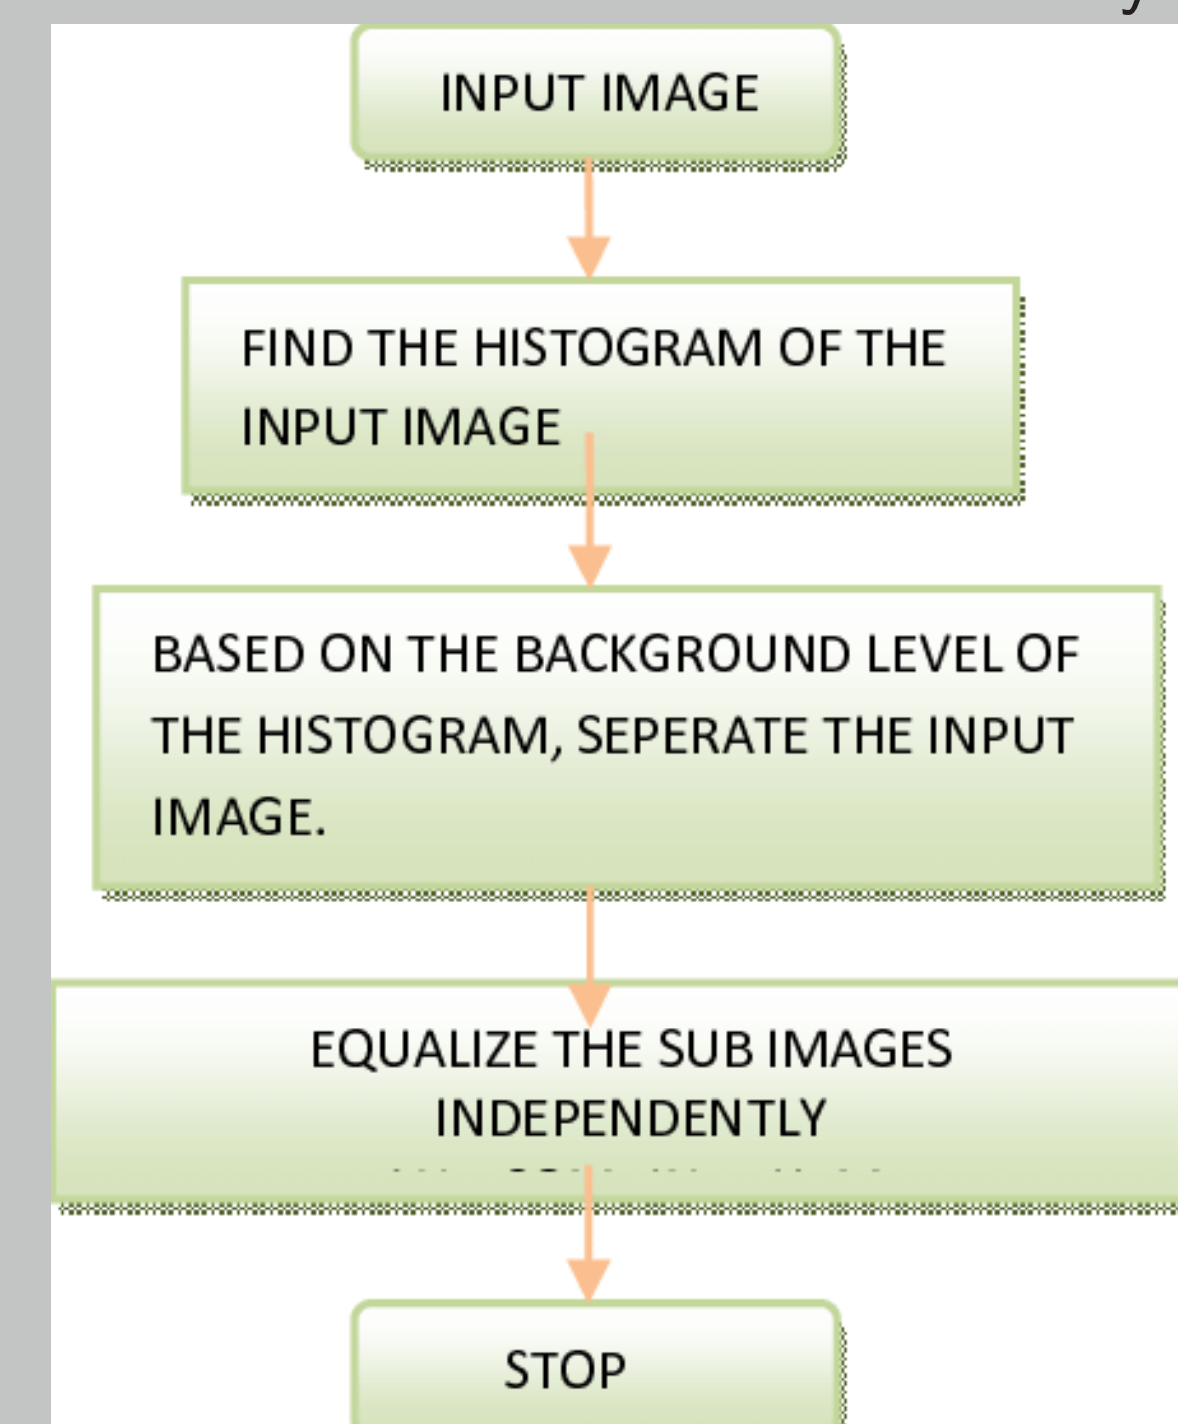 INPUT IMAGE
FIND THE HISTOGRAM OF THE
INPUT IMAGE
BASED ON THE BACKGROUND LEVEL OF
THE HISTOGRAM, SEPERATE THE INPUT
IMAGE.
EQUALIZE THE SUB IMAGES
INDEPENDENTLY
STOP